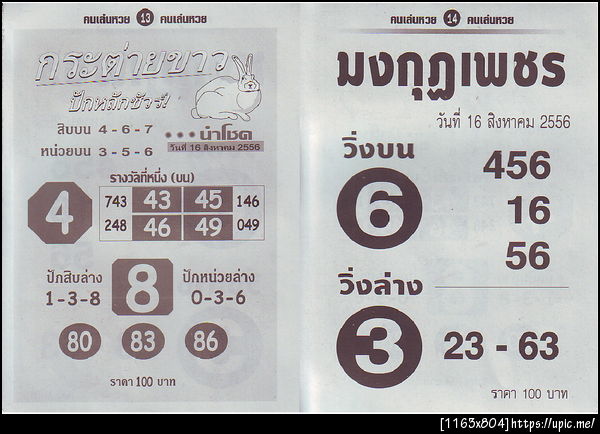 คนเล่นหวย 13 คนเล่นหวย
กระต่ายขาว
ปักหลักชัวร์!
สิบบน 4 - 6 - 7
หน่วยบน 3 - 5 - 6
นำโชค
วันที่ 16 สิงหาคม 2556
รางวัลที่หนึ่ง (บน)
4
743 43 45 146
248 46 49 049
ปักสิบล่าง
1-3-8
8
ปักหน่วยล่าง
0-3-6
80 83 86
ราคา 100 บาท
คนเล่นหวย 14 คนเล่นหวย
มงกุฎเพชร
วันที่ 16 สิงหาคม 2556
วิ่งบน
6
456
16
56
วิ่งล่าง
3
23 - 63
ราคา 100 บาท
[1163x804]https://upic.me/